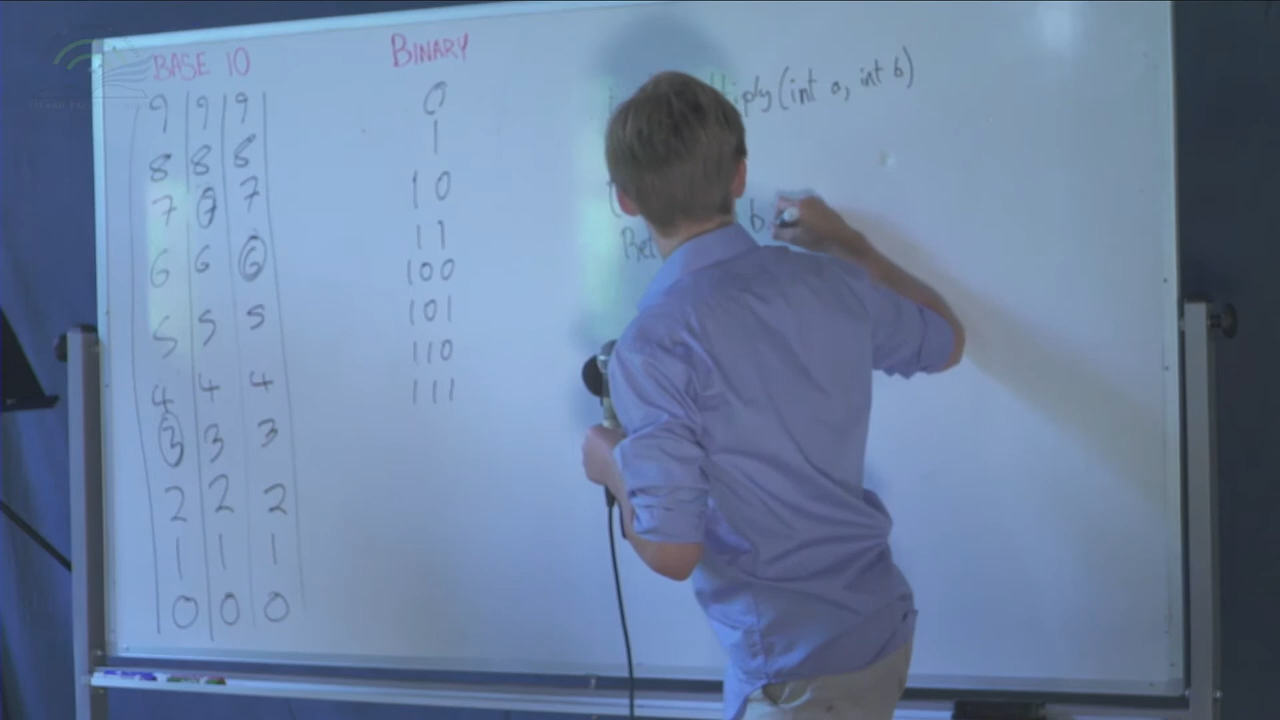 BASE 10
9 9 9
8 8 8
7 0 7
6 6 6
5 5 5
4 4 4
3 3 3
2 2 2
1 1 1
0 0 0
BINARY
0
1
10
11
100
101
110
111
(int a, int b)
b